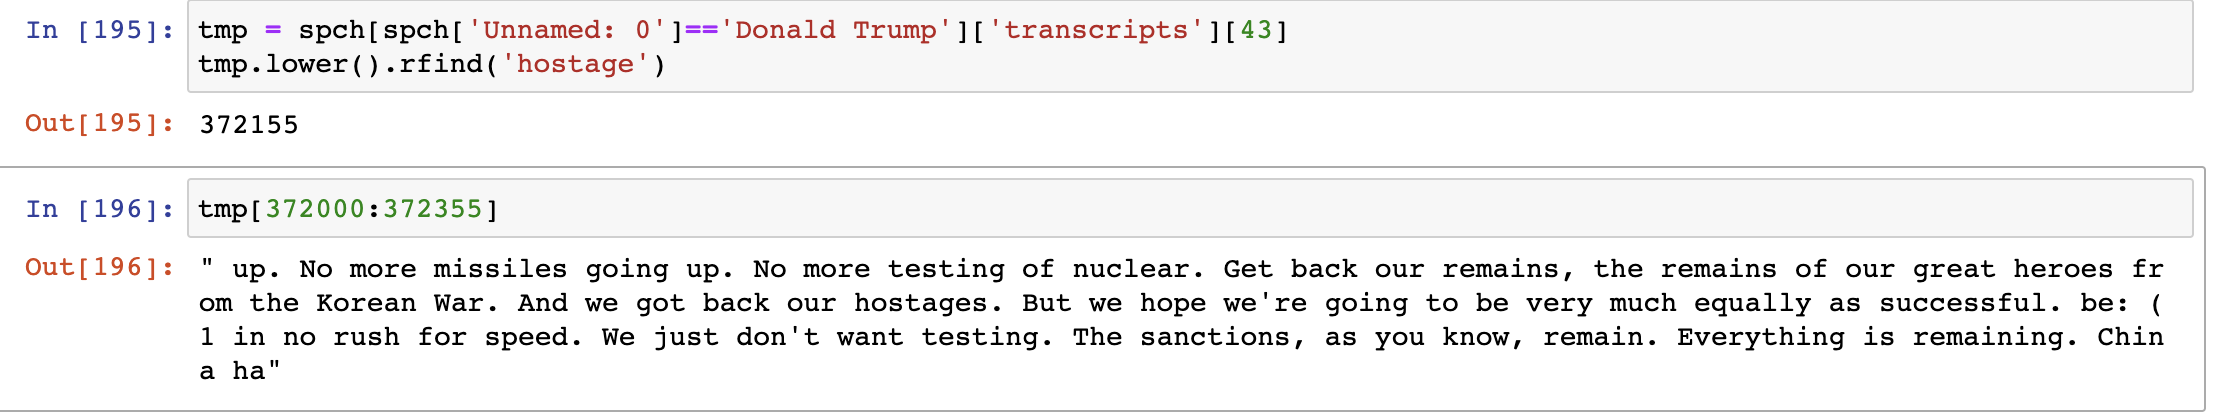 In [195]: tmp = spch[spch['Unnamed: 0']=='Donald Trump']['transcripts'][43]
tmp.lower().rfind('hostage')
Out[195]: 372155
In [196]: tmp[372000:372355]
Out[196]: " up. No more missiles going up. No more testing of nuclear. Get back our remains, the remains of our great heroes fr
om the Korean War. And we got back our hostages. But we hope we're going to be very much equally as successful. be: (
1 in no rush for speed. We just don't want testing. The sanctions, as you know, remain. Everything is remaining. Chin
a ha"